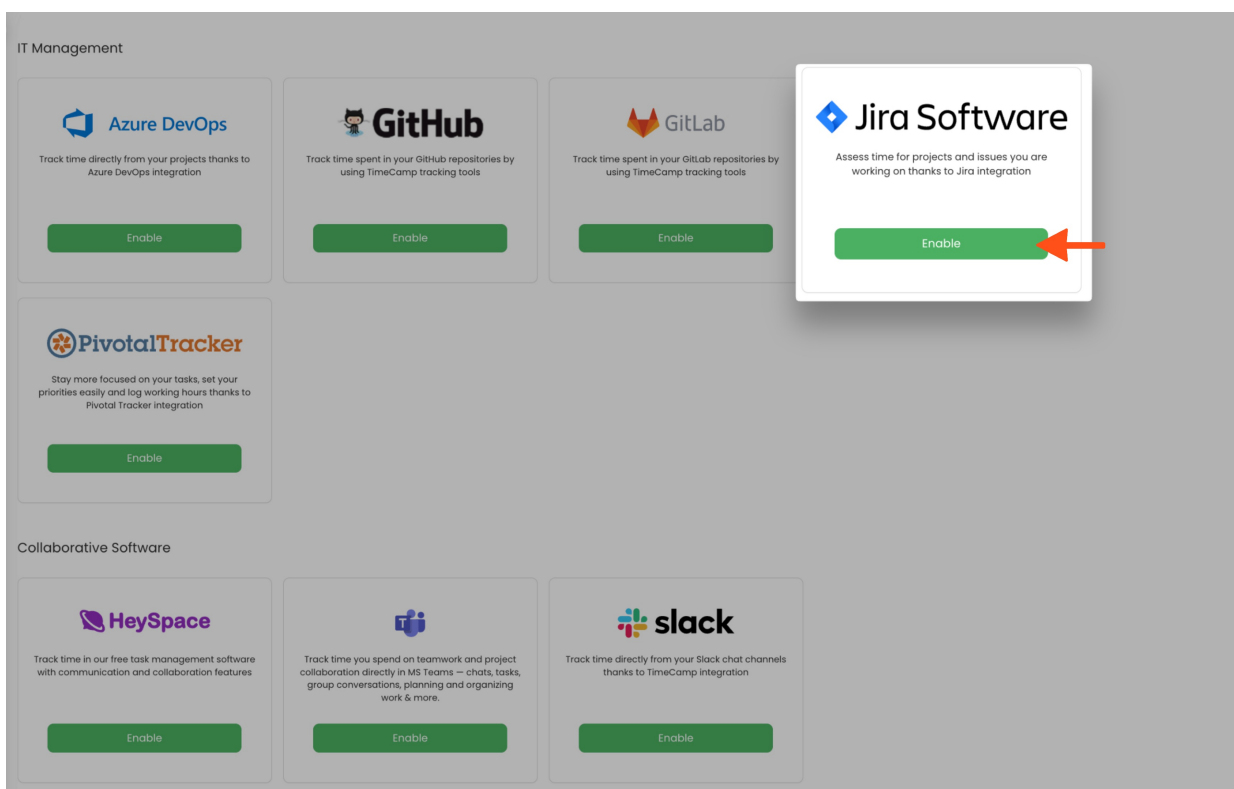 IT Management
Azure DevOps
Track time directly from your projects thanks to
Azure DevOps integration
Enable
GitHub
Track time spent in your GitHub repositories by
using TimeCamp tracking tools
Enable
GitLab
Track time spent in your GitLab repositories by
using TimeCamp tracking tools
Enable
Jira Software
Assess time for projects and issues you are
working on thanks to Jira integration
Enable
PivotalTracker
Stay more focused on your tasks, set your
priorities easily and log working hours thanks to
Pivotal Tracker integration
Enable
Collaborative Software
HeySpace
Track time in our free task management software
with communication and collaboration features
Enable
T
Track time you spend on teamwork and project
collaboration directly in MS Teams — chats, tasks,
group conversations, planning and organizing
work & more.
Enable
slack
Track time directly from your Slack chat channels
thanks to TimeCamp integration
Enable